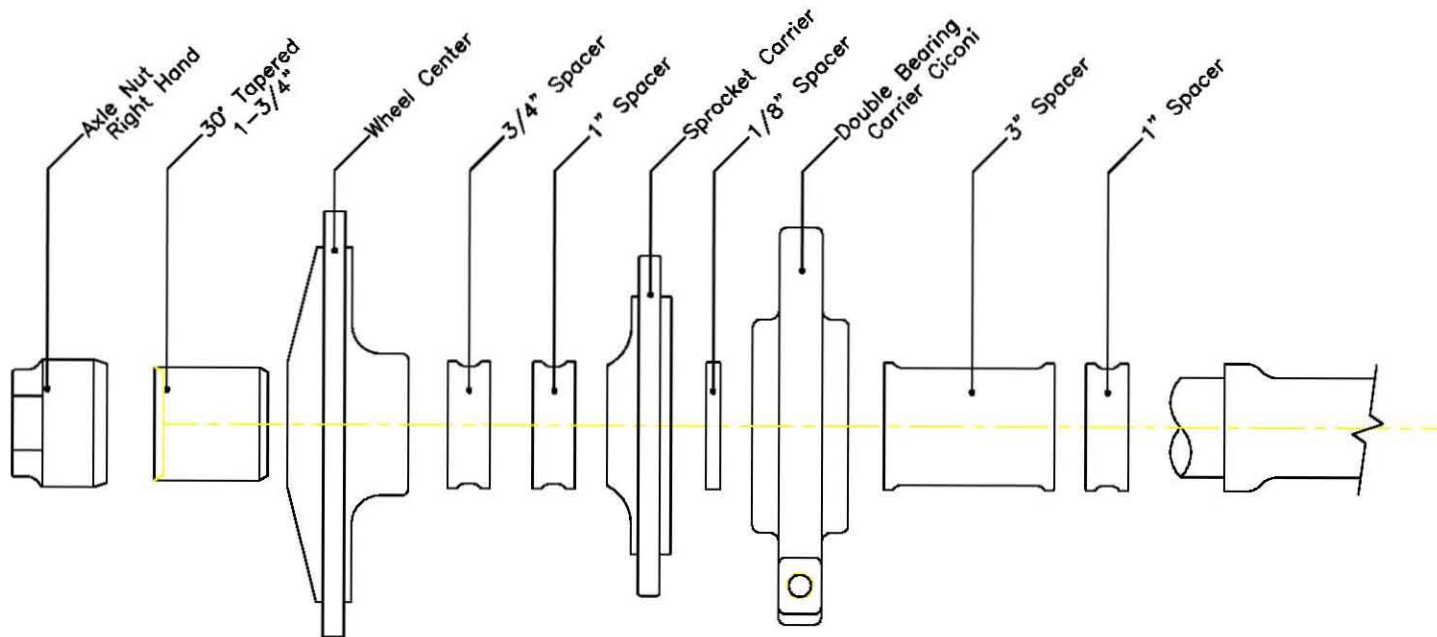 Axle Nut
Right Hand
30° Tapered
1-3/4"
Wheel Center
3/4" Spacer
1" Spacer
Sprocket Carrier
1/8" Spacer
Double Bearing
Carrier Ciconi
3" Spacer
1" Spacer